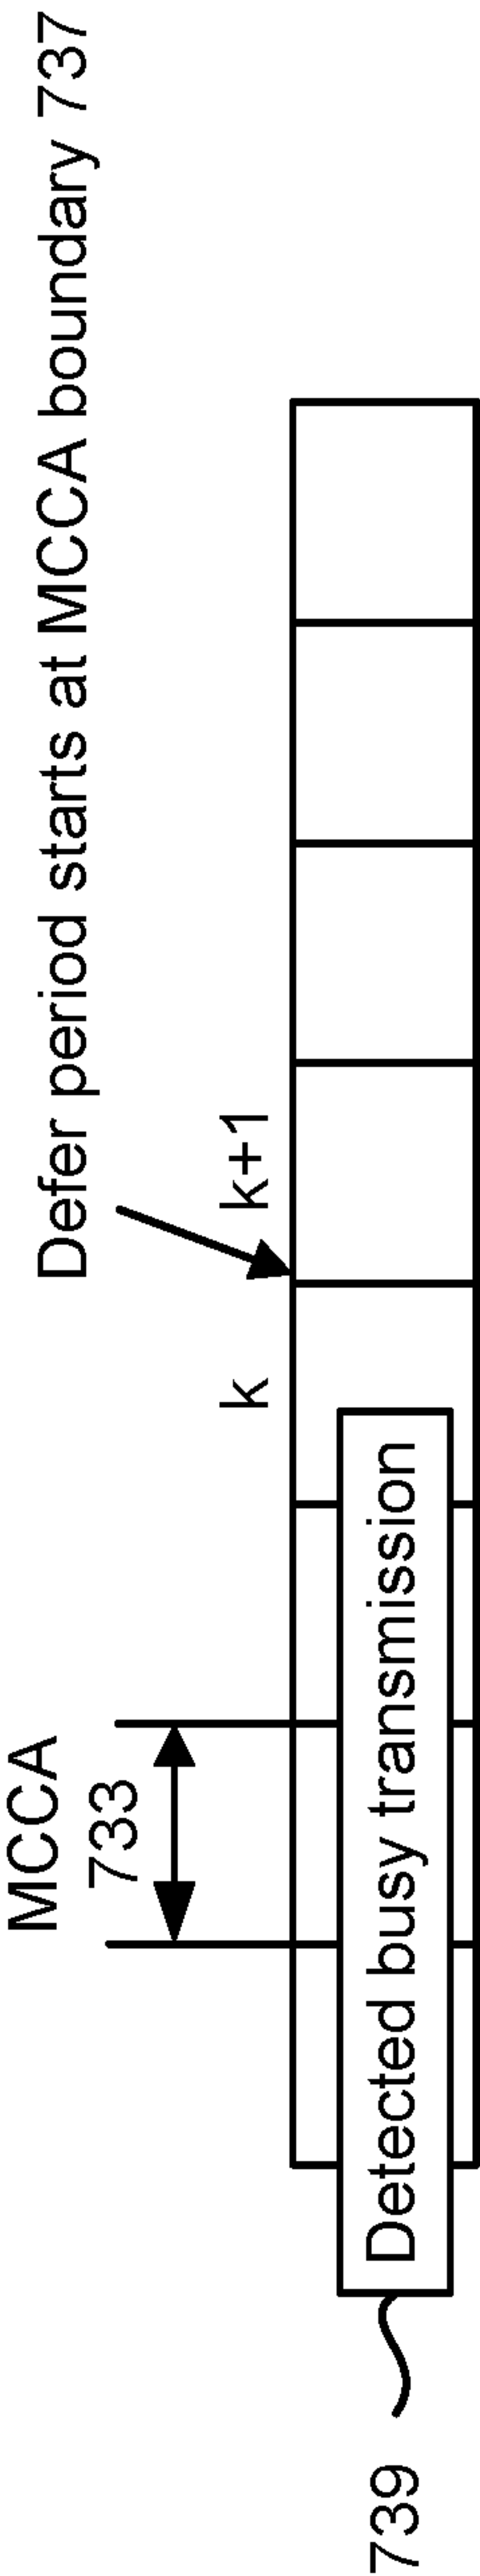 Defer period starts at MCCA boundary 737
MCCA
733
k
k+1
Detected busy transmission
739